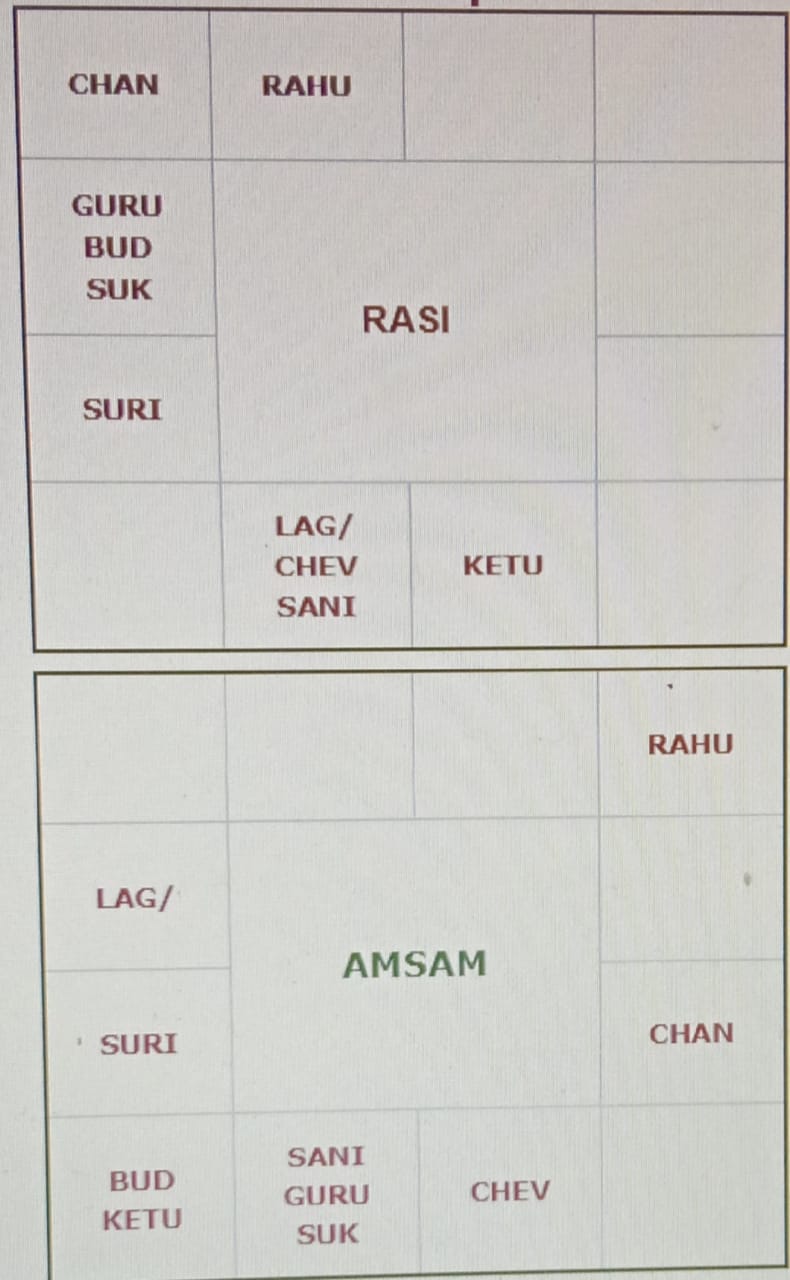 CHAN
RAHU
GURU
BUD
SUK
RASI
SURI
LAG/
CHEV
SANI
KETU
RAHU
LAG/
AMSAM
SURI
CHAN
BUD
KETU
SANI
GURU
SUK
CHEV